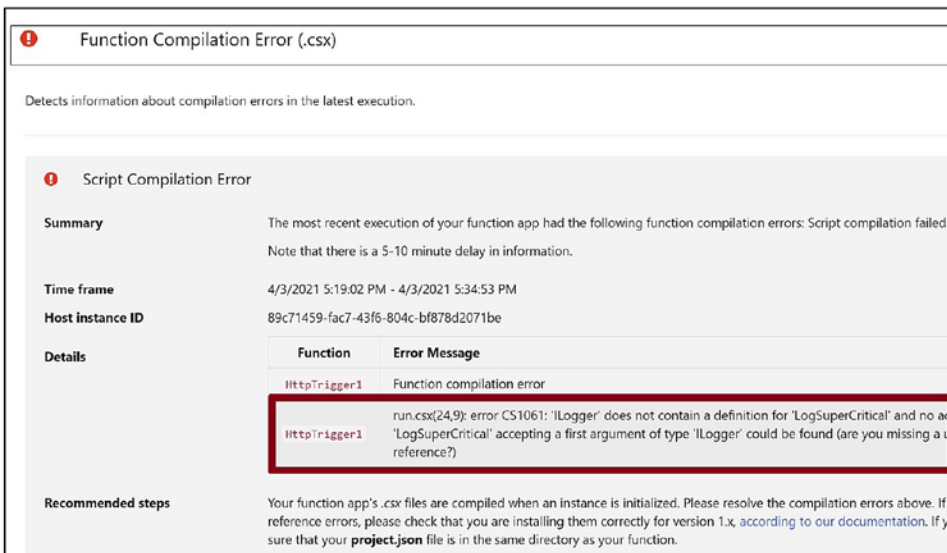 Function Compilation Error (.csx)
Detects information about compilation errors in the latest execution.
Script Compilation Error
Summary
The most recent execution of your function app had the following function compilation errors: Script compilation failed
Note that there is a 5-10 minute delay in information.
Time frame
4/3/2021 5:19:02 PM - 4/3/2021 5:34:53 PM
Host instance ID
89c71459-fac7-43f6-804c-bf878d2071be
Details
Function Error Message
HttpTrigger1 Function compilation error
run.csx(24,9): error CS1061: 'ILogger' does not contain a definition for 'LogSuperCritical' and no
HttpTrigger1 'LogSuperCritical' accepting a first argument of type 'ILogger' could be found (are you missing a
reference?)
Recommended steps
Your function app's .csx files are compiled when an instance is initialized. Please resolve the compilation errors above. If
reference errors, please check that you are installing them correctly for version 1.x, according to our documentation. If
sure that your project.json file is in the same directory as your function.